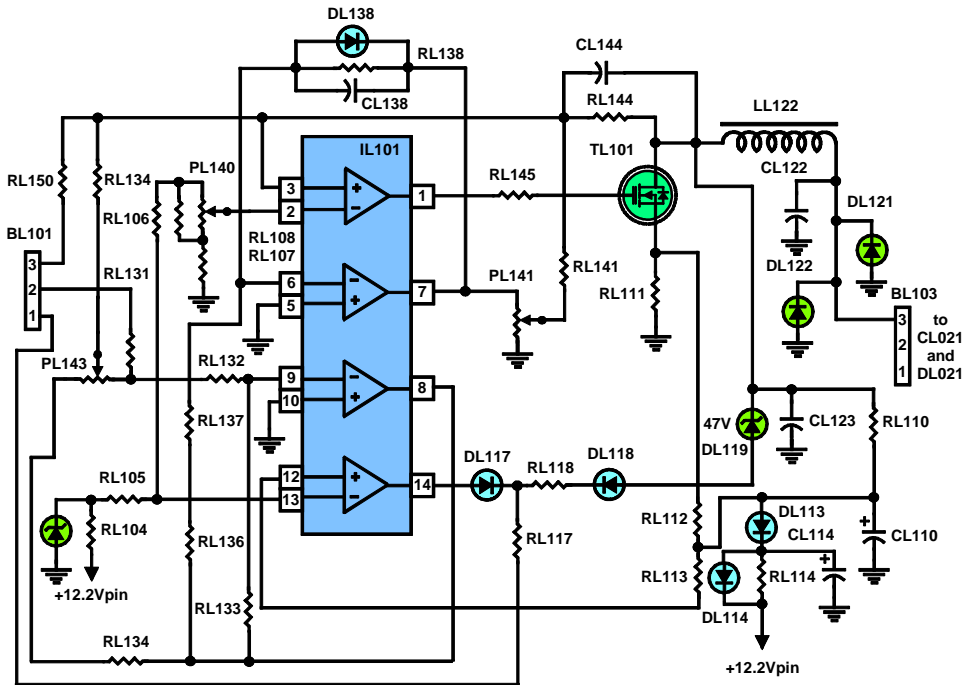 DL138
RL138
CL138
CL144
RL144
LL122
IL101
TL101
CL122
RL150
RL134
PL140
RL106
3
2
1
RL145
DL121
BL101
RL108
RL107
3
2
1
RL131
6
5
7
PL141
RL141
RL111
DL122
BL103
3
2
1
to
CL021
and
DL021
PL143
RL132
9
10
8
RL137
47V
DL119
CL123
RL110
RL105
12
13
14
DL117
RL118
DL118
RL104
RL136
RL117
RL112
DL113
CL114
+
CL110
+12.2Vpin
RL133
RL113
RL114
+
DL114
RL134
+12.2Vpin